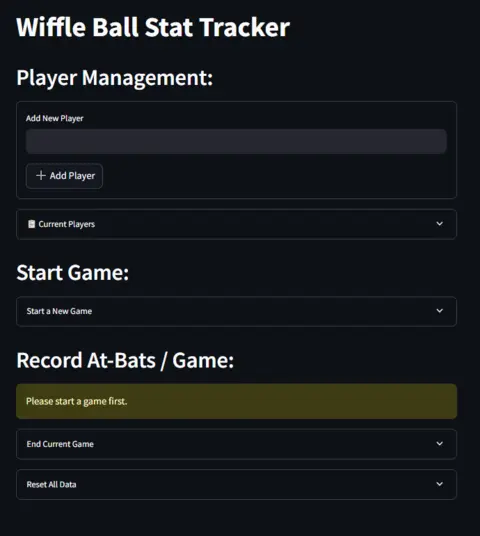 Wiffle Ball Stat Tracker
Player Management:
Add New Player
+ Add Player
📋 Current Players
Start Game:
Start a New Game
Record At-Bats / Game:
Please start a game first.
End Current Game
Reset All Data